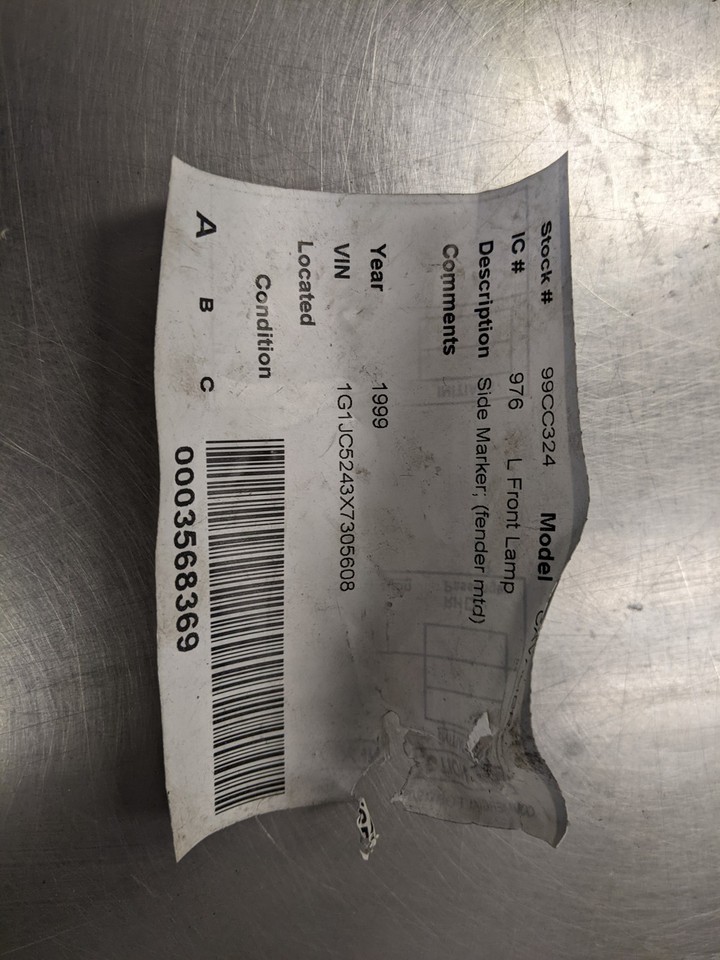 Stock # 99CC324 Model
IC # 976 L Front Lamp
Description Side Marker; (fender mtd)
Comments
Year 1999
VIN 1G1JC5243X7305608
Located
Condition
A B C
0003568369